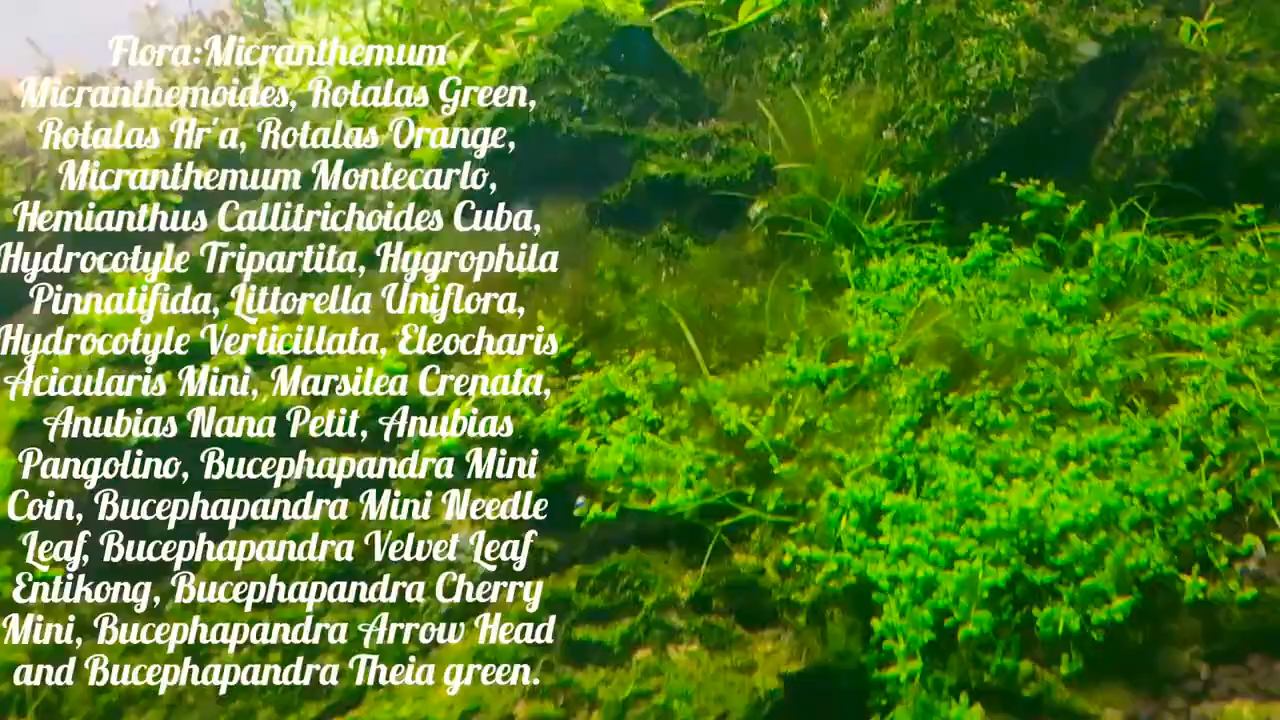 Flora:Micranthemum
Micranthemoides, Rotalas Green,
Rotalas Hr'a, Rotalas Orange,
Micranthemum Montecarlo,
Hemianthus Callitrichoides Cuba,
Hydrocotyle Tripartita, Hygrophila
Pinnatifida, Littorella Uniflora,
Hydrocotyle Verticillata, Eleocharis
Acicularis Mini, Marsilea Crenata,
Anubias Nana Petit, Anubias
Pangolino, Bucephapandra Mini
Coin, Bucephapandra Mini Needle
Leaf, Bucephapandra Velvet Leaf
Entikong, Bucephapandra Cherry
Mini, Bucephapandra Arrow Head
and Bucephapandra Theia green.